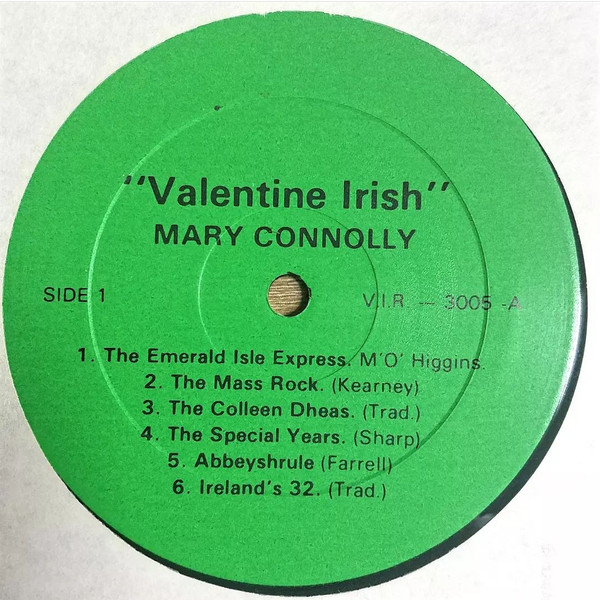 "Valentine Irish"
MARY CONNOLLY
SIDE 1
V.I.R. — 3005 -A
1. The Emerald Isle Express. M'O' Higgins.
2. The Mass Rock. (Kearney)
3. The Colleen Dheas. (Trad.)
4. The Special Years. (Sharp)
5. Abbeyshrule (Farrell)
6. Ireland's 32. (Trad.)